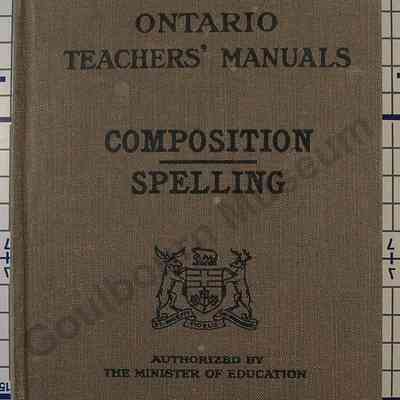 ONTARIO
TEACHERS' MANUALS
COMPOSITION
SPELLING
AUTHORIZED BY
THE MINISTER OF EDUCATION
Goulbourn Museum